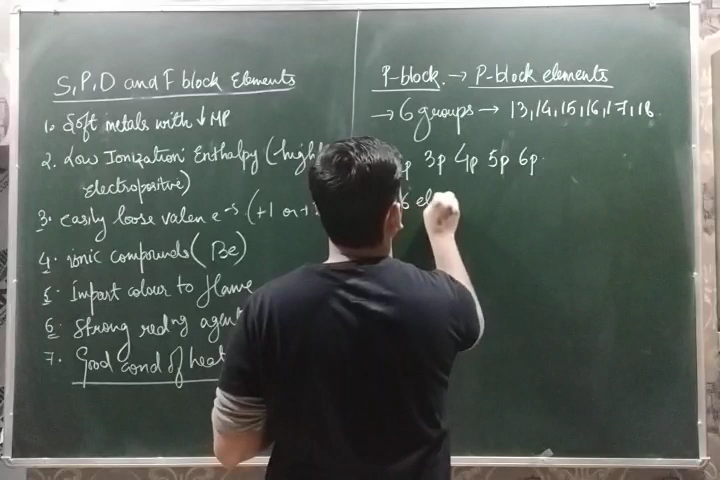 S, P, D and F block Elements
1. Soft metals with ↓ MP
2. Low Ionization Enthalpy (highly
electropositive)
3. easily loose valen e⁻s (+1 or +
4. ionic compounds (Be)
5. Impart colour to flame
6. Strong redng agent
7. Good cond of heat
P-block → P-block elements
→ 6 groups → 13, 14, 15, 16, 17, 18
3p 4p 5p 6p
6 el